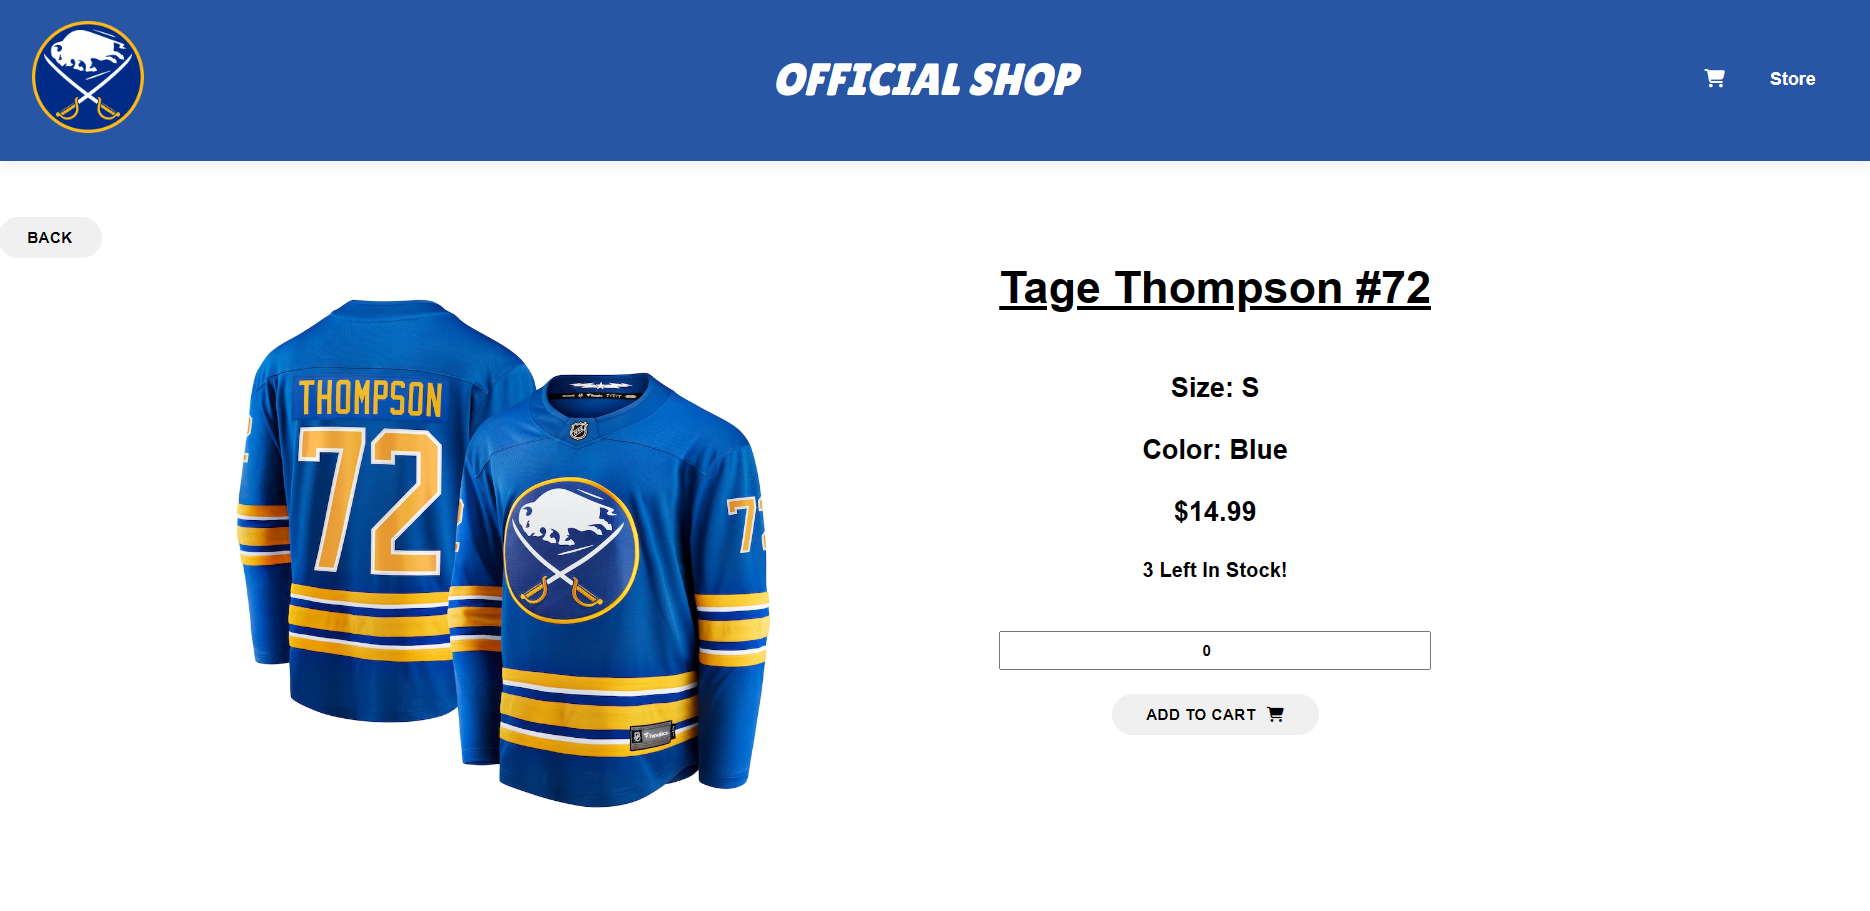 OFFICIAL SHOP
Store
BACK
Tage Thompson #72
THOMPSON
72
72
Size: S
Color: Blue
$14.99
3 Left In Stock!
0
ADD TO CART